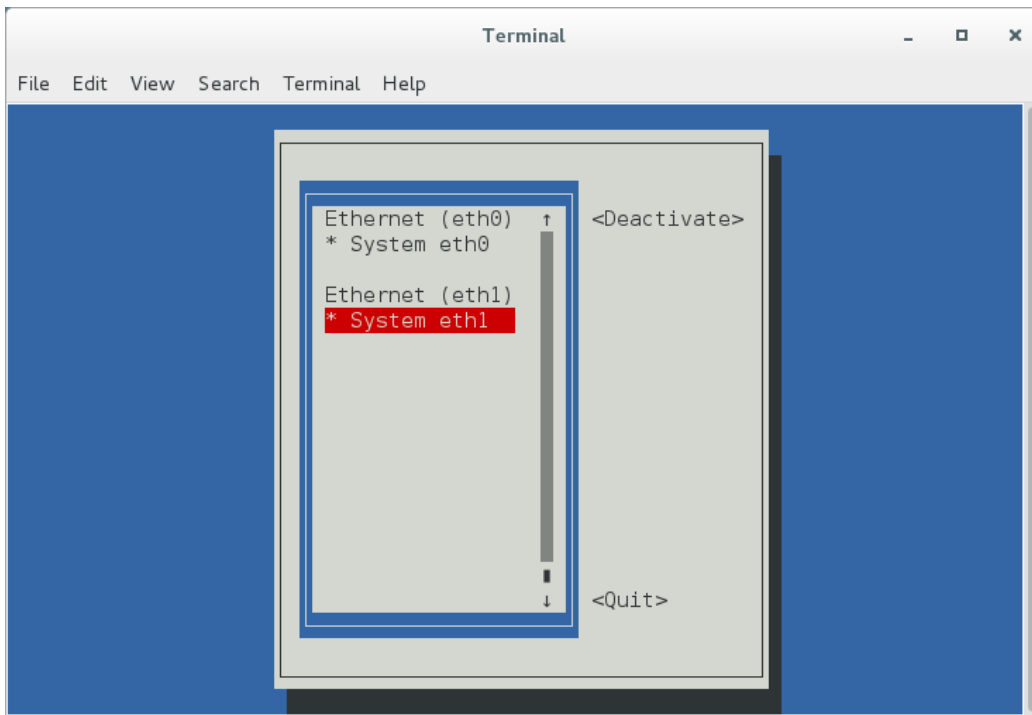 Terminal
File Edit View Search Terminal Help
Ethernet (eth0) ↑ <Deactivate>
* System eth0
Ethernet (eth1)
* System eth1
↓ <Quit>